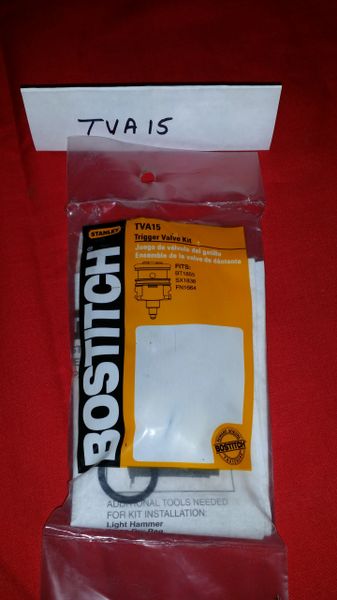 TVA15
STANLEY
BOSTITCH®
TVA15
Trigger Valve Kit
Juego de válvula del gatillo
Ensemble de la valve de détente
FITS:
BT1855
SX1838
FN1664
BOSTITCH
ADDITIONAL TOOLS NEEDED
FOR KIT INSTALLATION:
Light Hammer